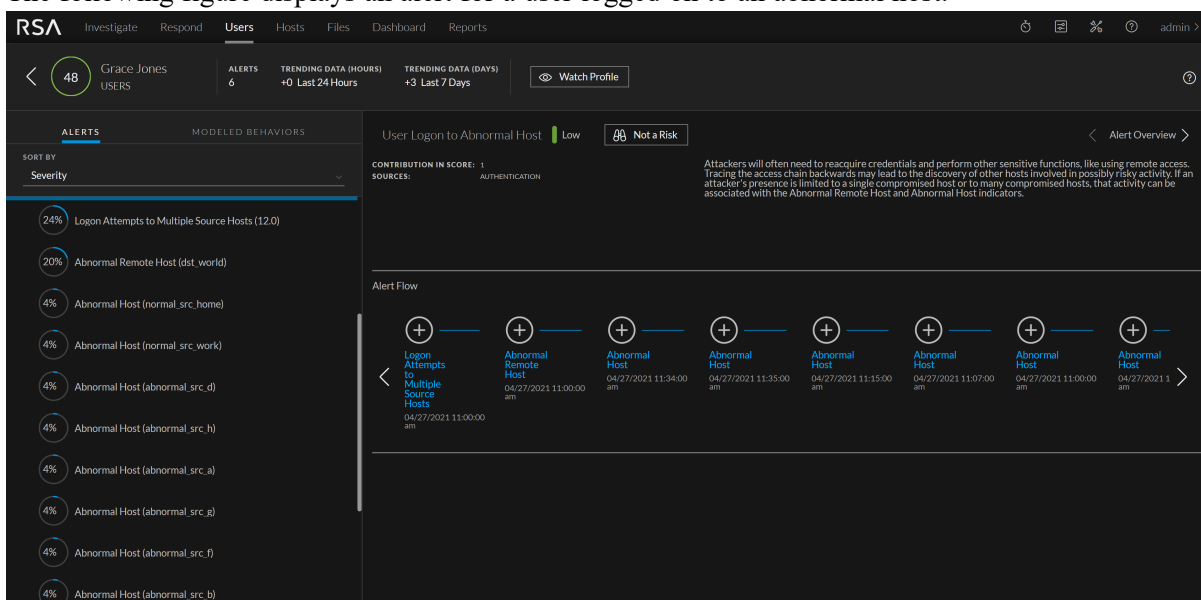 The following figure displays an alert for a user logged on to an abnormal host.
RSA Investigate Respond Users Hosts Files Dashboard Reports admin
48 Grace Jones
USERS
ALERTS
6
TRENDING DATA (HOURS)
+0 Last 24 Hours
TRENDING DATA (DAYS)
+3 Last 7 Days
Watch Profile
ALERTS MODELED BEHAVIORS
SORT BY
Severity
24% Logon Attempts to Multiple Source Hosts (12.0)
20% Abnormal Remote Host (dst_world)
4% Abnormal Host (normal_src_home)
4% Abnormal Host (normal_src_work)
4% Abnormal Host (abnormal_src_d)
4% Abnormal Host (abnormal_src_h)
4% Abnormal Host (abnormal_src_a)
4% Abnormal Host (abnormal_src_g)
4% Abnormal Host (abnormal_src_f)
4% Abnormal Host (abnormal_src_b)
User Logon to Abnormal Host Low Not a Risk Alert Overview
CONTRIBUTION IN SCORE: 1
SOURCES: AUTHENTICATION
Attackers will often need to reacquire credentials and perform other sensitive functions, like using remote access.
Tracing the access chain backwards may lead to the discovery of other hosts involved in possibly risky activity. If an
attacker's presence is limited to a single compromised host or to many compromised hosts, that activity can be
associated with the Abnormal Remote Host and Abnormal Host indicators.
Alert Flow
Logon
Attempts
to
Multiple
Source
Hosts
04/27/2021 11:00:00
am
Abnormal
Remote
Host
04/27/2021 11:00:00
am
Abnormal
Host
04/27/2021 11:34:00
am
Abnormal
Host
04/27/2021 11:35:00
am
Abnormal
Host
04/27/2021 11:15:00
am
Abnormal
Host
04/27/2021 11:07:00
am
Abnormal
Host
04/27/2021 11:00:00
am
Abnormal
Host
04/27/2021 1
am